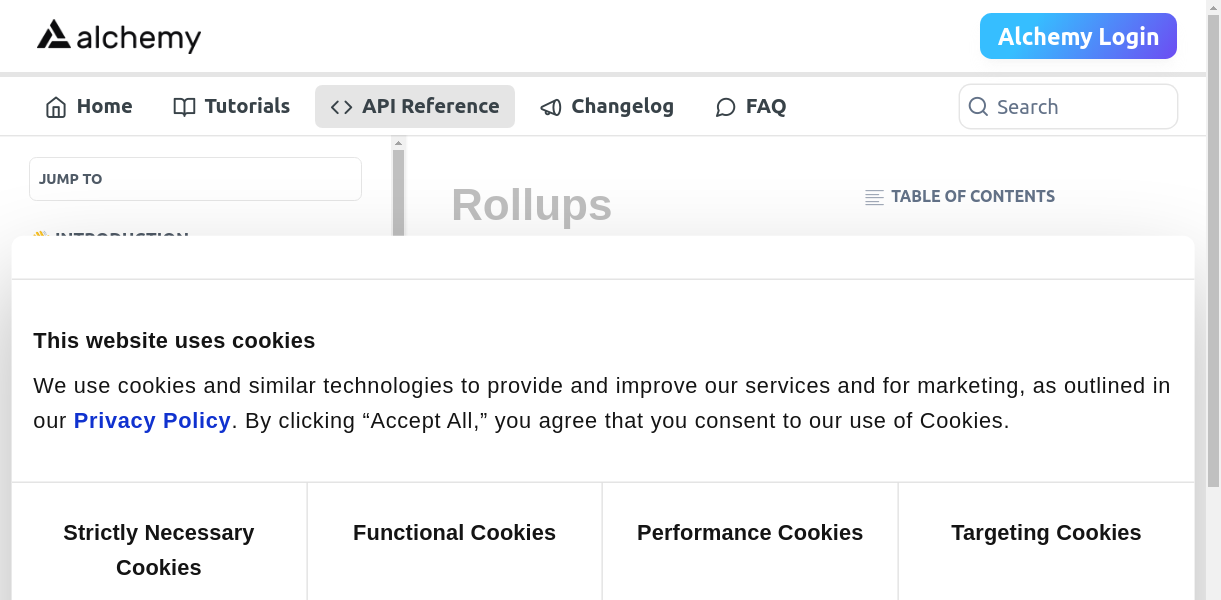 alchemy
Alchemy Login
Home
Tutorials
API Reference
Changelog
FAQ
Search
JUMP TO
Rollups
TABLE OF CONTENTS
👋 INTRODUCTION
This website uses cookies
We use cookies and similar technologies to provide and improve our services and for marketing, as outlined in
our Privacy Policy. By clicking “Accept All,” you agree that you consent to our use of Cookies.
Strictly Necessary
Cookies
Functional Cookies
Performance Cookies
Targeting Cookies